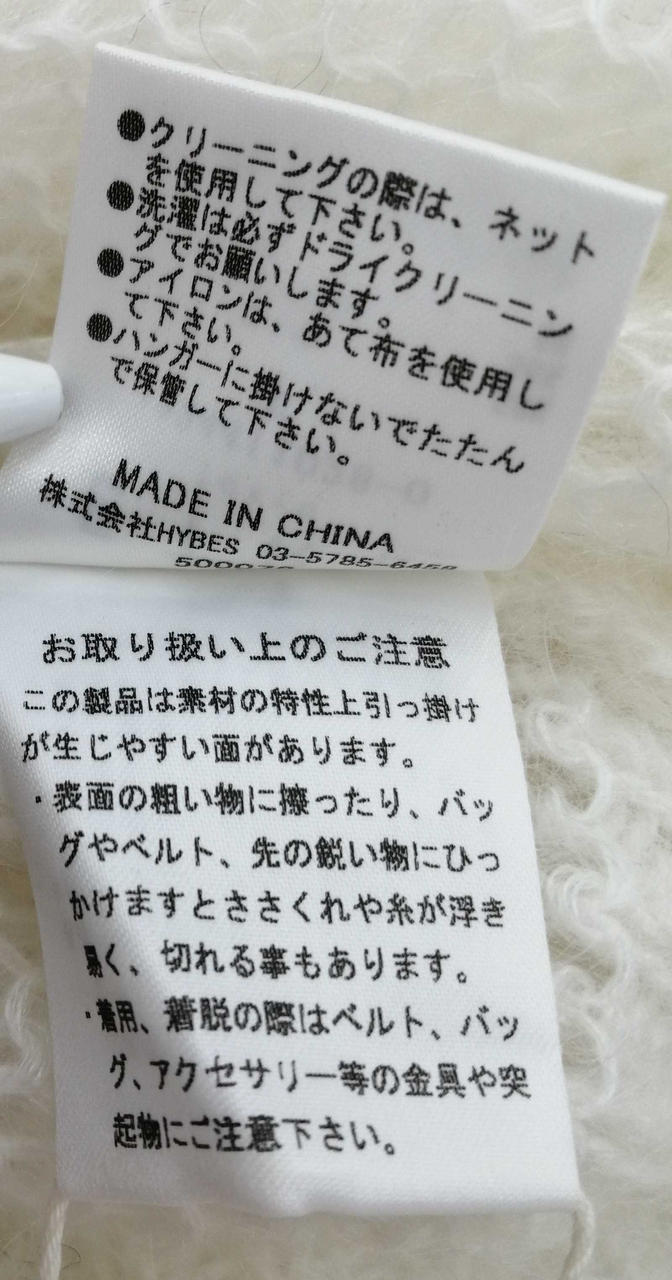 ●クリーニングの際は、ネット
を使用して下さい。
●洗濯は必ずドライクリーニン
グでお願いします。
●アイロンは、あて布を使用し
て下さい。
●ハンガーに掛けないでたたん
で保管して下さい。
MADE IN CHINA
株式会社HYBES 03-5785-6458
お取り扱い上のご注意
この製品は素材の特性上引っ掛け
が生じやすい面があります。
・表面の粗い物に擦ったり、バッ
グやベルト、先の鋭い物にひっ
かけますとささくれや糸が浮き
易く、切れる事もあります。
・着用、着脱の際はベルト、バッ
グ、アクセサリー等の金具や突
起物にご注意下さい。